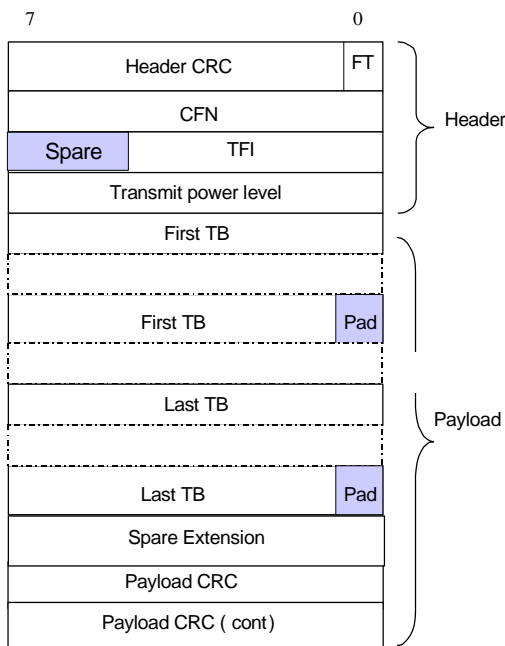 7 0
Header CRC FT
CFN
Header
Spare TFI
Transmit power level
First TB
First TB Pad
Last TB
Payload
Last TB Pad
Spare Extension
Payload CRC
Payload CRC ( cont)